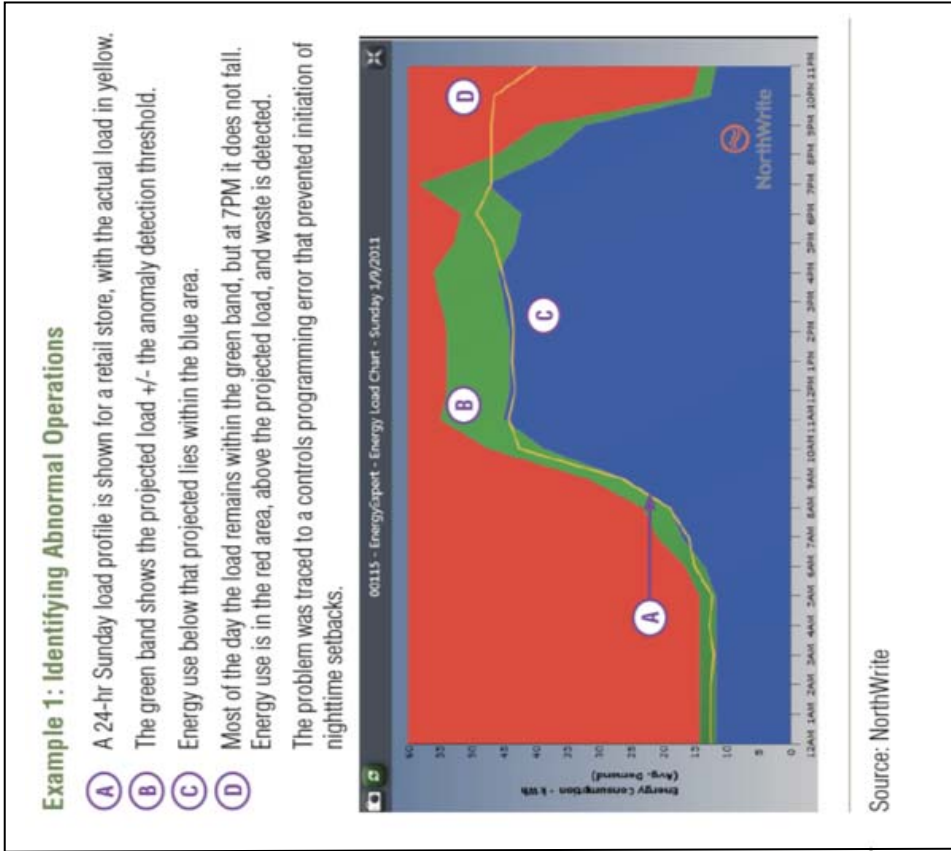 Example 1: Identifying Abnormal Operations
A A 24-hr Sunday load profile is shown for a retail store, with the actual load in yellow.
B The green band shows the projected load +/- the anomaly detection threshold.
C Energy use below that projected lies within the blue area.
D Most of the day the load remains within the green band, but at 7PM it does not fall.
Energy use is in the red area, above the projected load, and waste is detected.
The problem was traced to a controls programming error that prevented initiation of
nighttime setbacks.
00115 - EnergyExpert - Energy Load Chart - Sunday 1/9/2011
Energy Consumption - kWh
(Avg. Demand)
60
55
50
45
40
35
30
25
20
15
10
5
0
A
B
C
D
NorthWrite
12AM 1AM 2AM 3AM 4AM 5AM 6AM 7AM 8AM 9AM 10AM 11AM 12PM 1PM 2PM 3PM 4PM 5PM 6PM 7PM 8PM 9PM 10PM 11PM
Source: NorthWrite